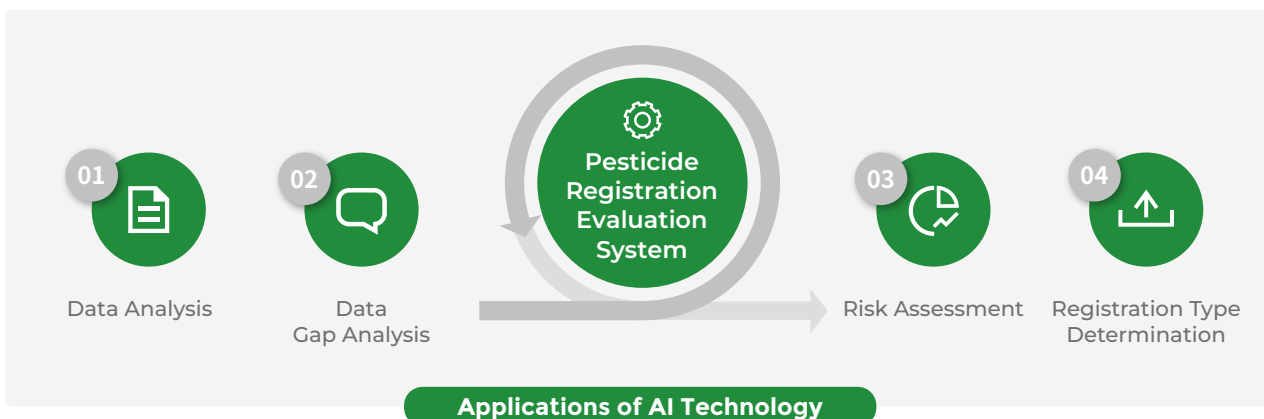 01
Data Analysis
02
Data
Gap Analysis
Pesticide
Registration
Evaluation
System
03
Risk Assessment
04
Registration Type
Determination
Applications of AI Technology